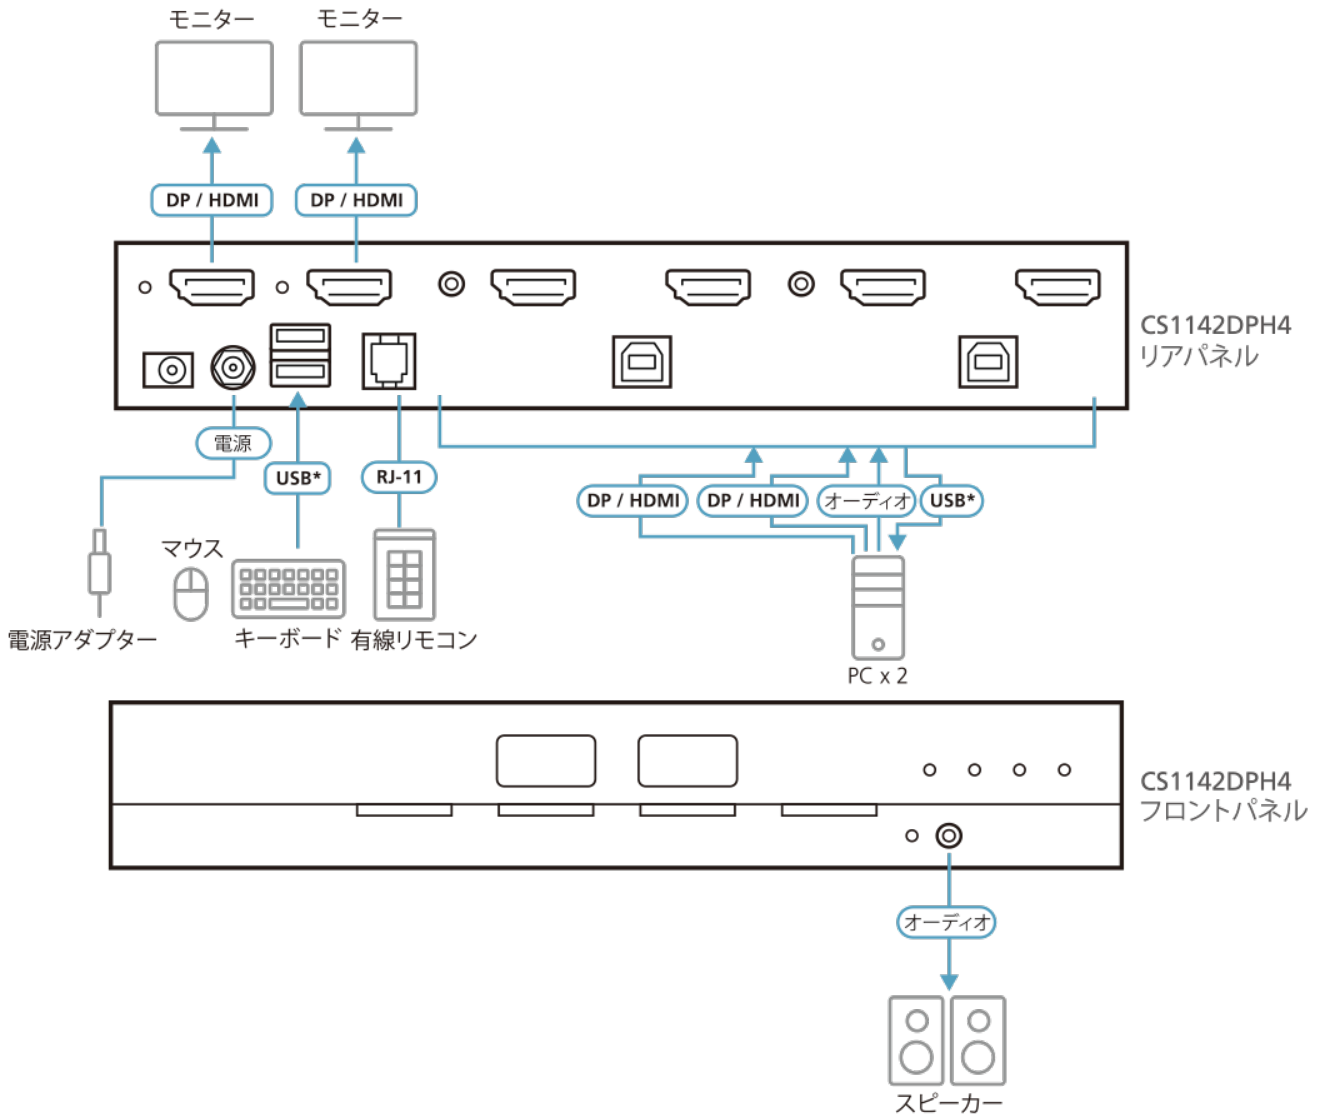 モニター
モニター
DP / HDMI
DP / HDMI
CS1142DPH4
リアパネル
電源
USB*
RJ-11
DP / HDMI
DP / HDMI
オーディオ
USB*
マウス
電源アダプター
キーボード
有線リモコン
PC x 2
CS1142DPH4
フロントパネル
オーディオ
スピーカー